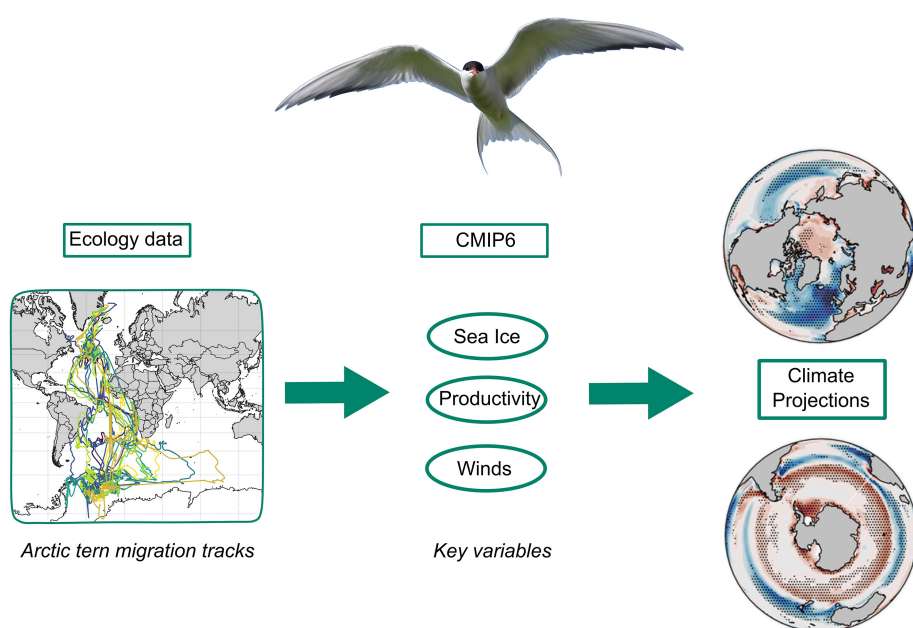 Ecology data
CMIP6
Sea Ice
Productivity
Winds
Climate
Projections
Arctic tern migration tracks
Key variables